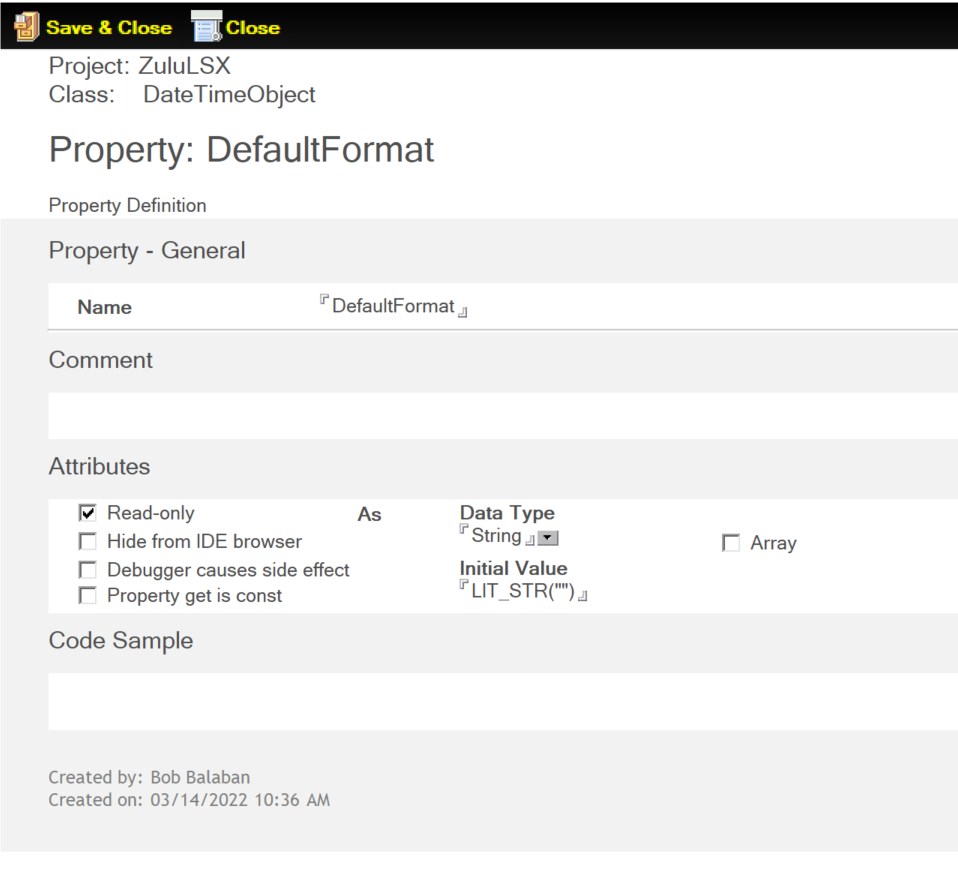 Save & Close Close
Project: ZuluLSX
Class: DateTimeObject
Property: DefaultFormat
Property Definition
Property - General
Name DefaultFormat
Comment
Attributes
Read-only As Data Type
String
Hide from IDE browser Array
Debugger causes side effect Initial Value
Property get is const LIT_STR("")
Code Sample
Created by: Bob Balaban
Created on: 03/14/2022 10:36 AM